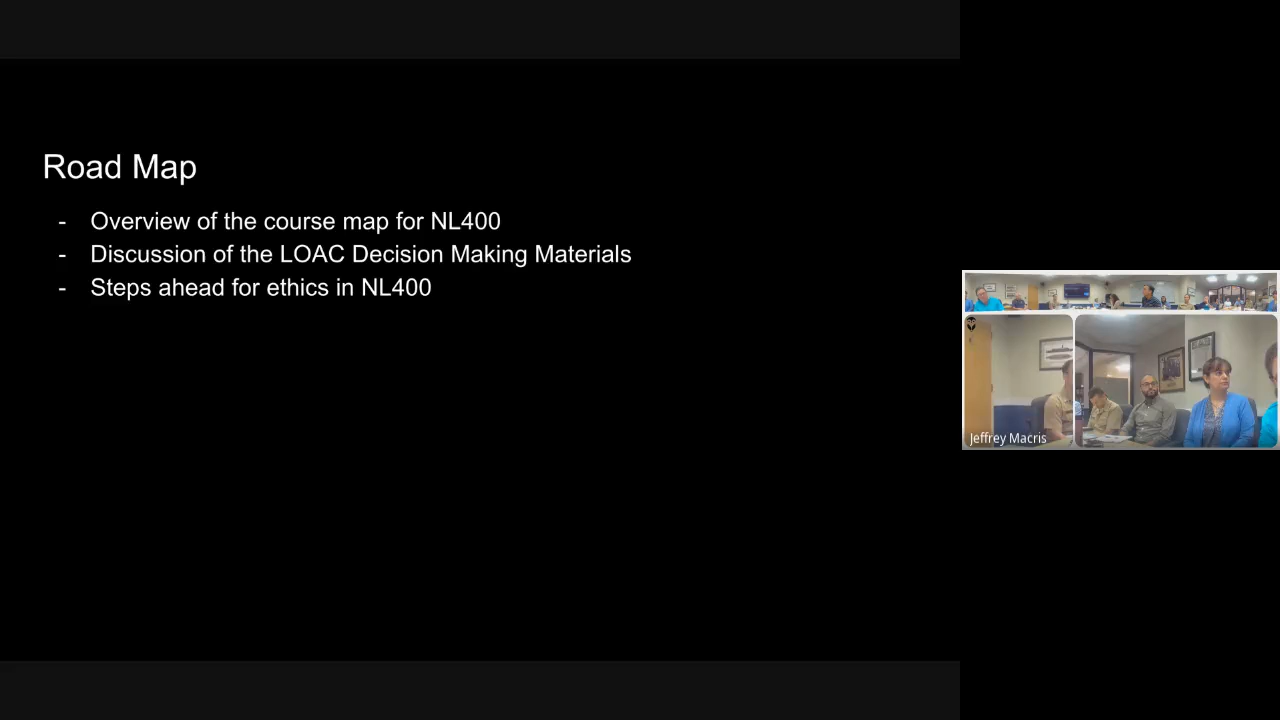 Road Map
- Overview of the course map for NL400
- Discussion of the LOAC Decision Making Materials
- Steps ahead for ethics in NL400
Jeffrey Macris